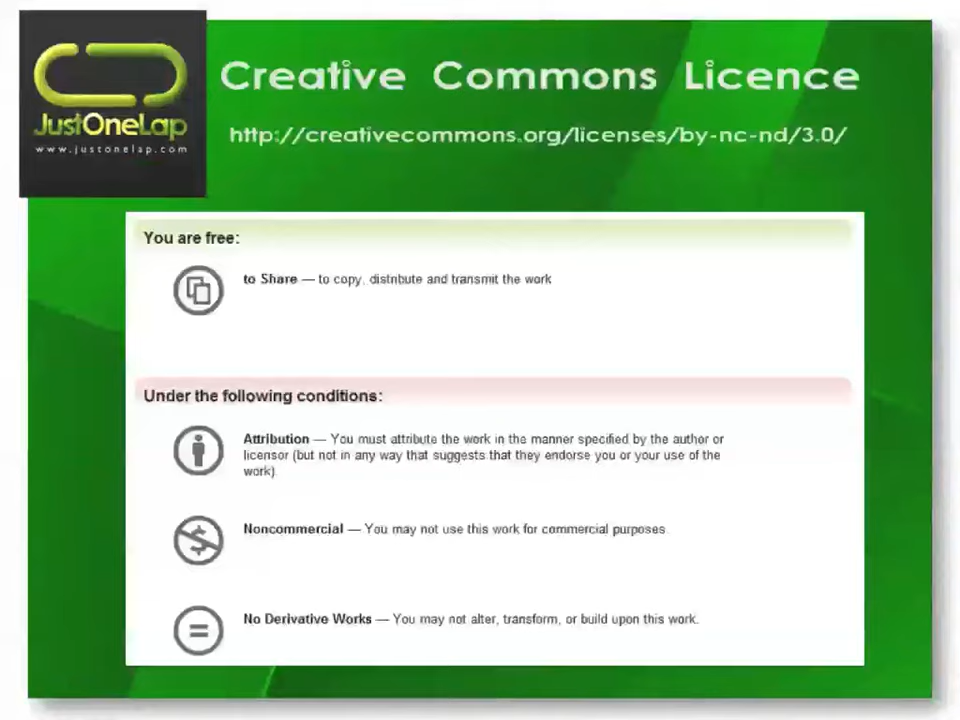 JustOneLap
www.justonelap.com
Creative Commons Licence
http://creativecommons.org/licenses/by-nc-nd/3.0/
You are free:
to Share — to copy, distribute and transmit the work
Under the following conditions:
Attribution — You must attribute the work in the manner specified by the author or
licensor (but not in any way that suggests that they endorse you or your use of the
work)
Noncommercial — You may not use this work for commercial purposes
No Derivative Works — You may not alter, transform, or build upon this work.